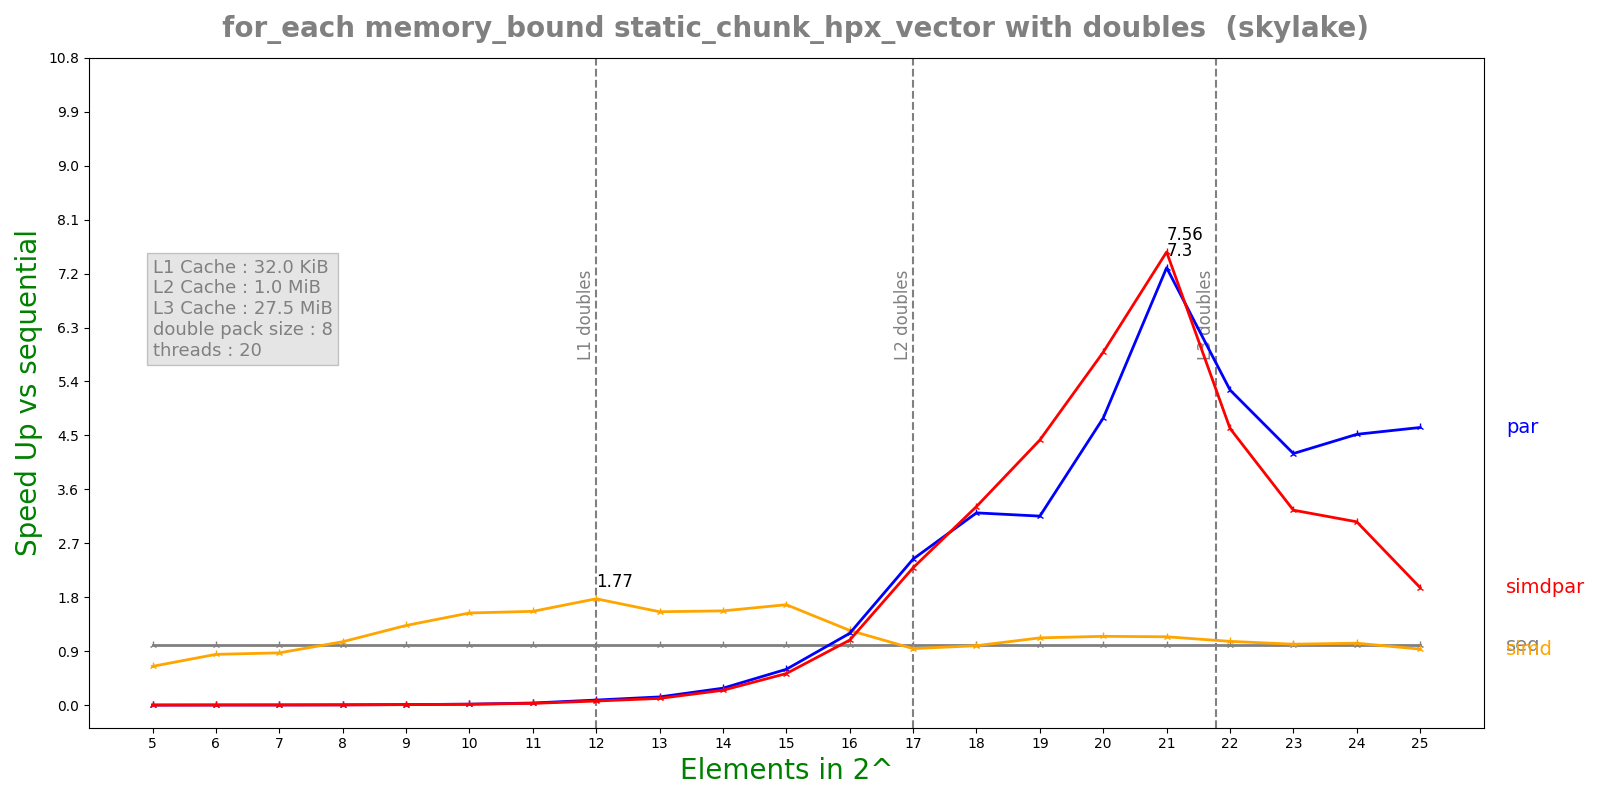 for_each memory_bound static_chunk_hpx_vector with doubles (skylake)
Speed Up vs sequential
10.8
9.9
9.0
8.1
7.2
6.3
5.4
4.5
3.6
2.7
1.8
0.9
0.0
L1 Cache : 32.0 KiB
L2 Cache : 1.0 MiB
L3 Cache : 27.5 MiB
double pack size : 8
threads : 20
L1 doubles
L2 doubles
doubles
7.56
7.3
1.77
par
simdpar
seq
simd
5 6 7 8 9 10 11 12 13 14 15 16 17 18 19 20 21 22 23 24 25
Elements in 2^